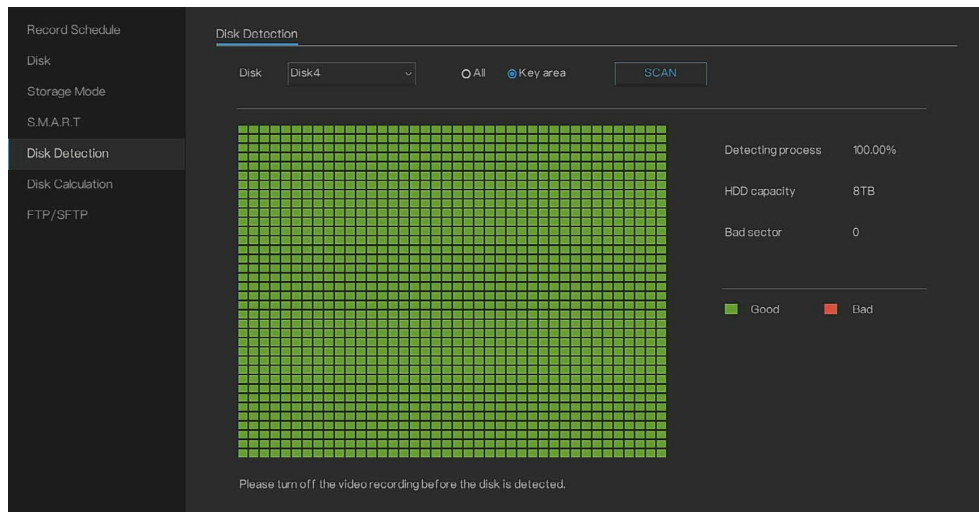 Record Schedule
Disk
Storage Mode
S.M.A.R.T
Disk Detection
Disk Calculation
FTP/SFTP
Disk Detection
Disk Disk4 All Key area SCAN
Detecting process 100.00%
HDD capacity 8TB
Bad sector 0
Good Bad
Please turn off the video recording before the disk is detected.